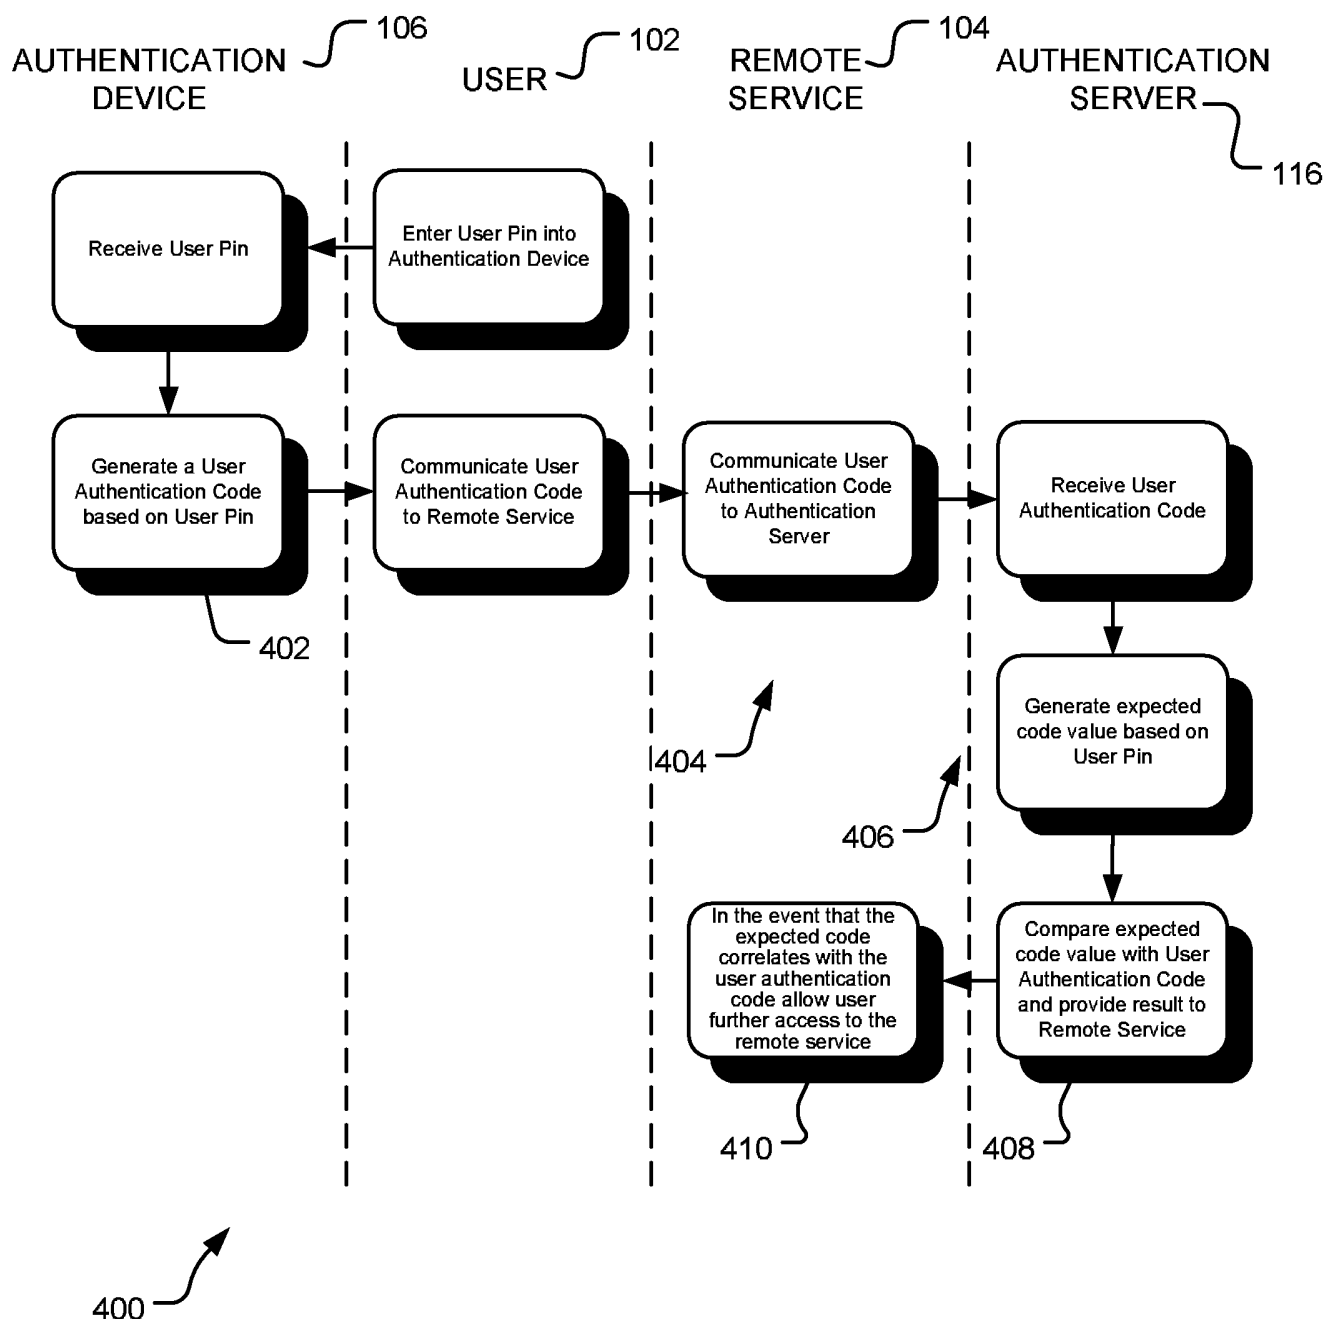 106
AUTHENTICATION
DEVICE
102
USER
104
REMOTE
SERVICE
AUTHENTICATION
SERVER
116
Receive User Pin
Enter User Pin into
Authentication Device
Generate a User
Authentication Code
based on User Pin
402
Communicate User
Authentication Code
to Remote Service
Communicate User
Authentication Code
to Authentication
Server
Receive User
Authentication Code
404
Generate expected
code value based on
User Pin
406
In the event that the
expected code
correlates with the
user authentication
code allow user
further access to the
remote service
Compare expected
code value with User
Authentication Code
and provide result to
Remote Service
410
408
400